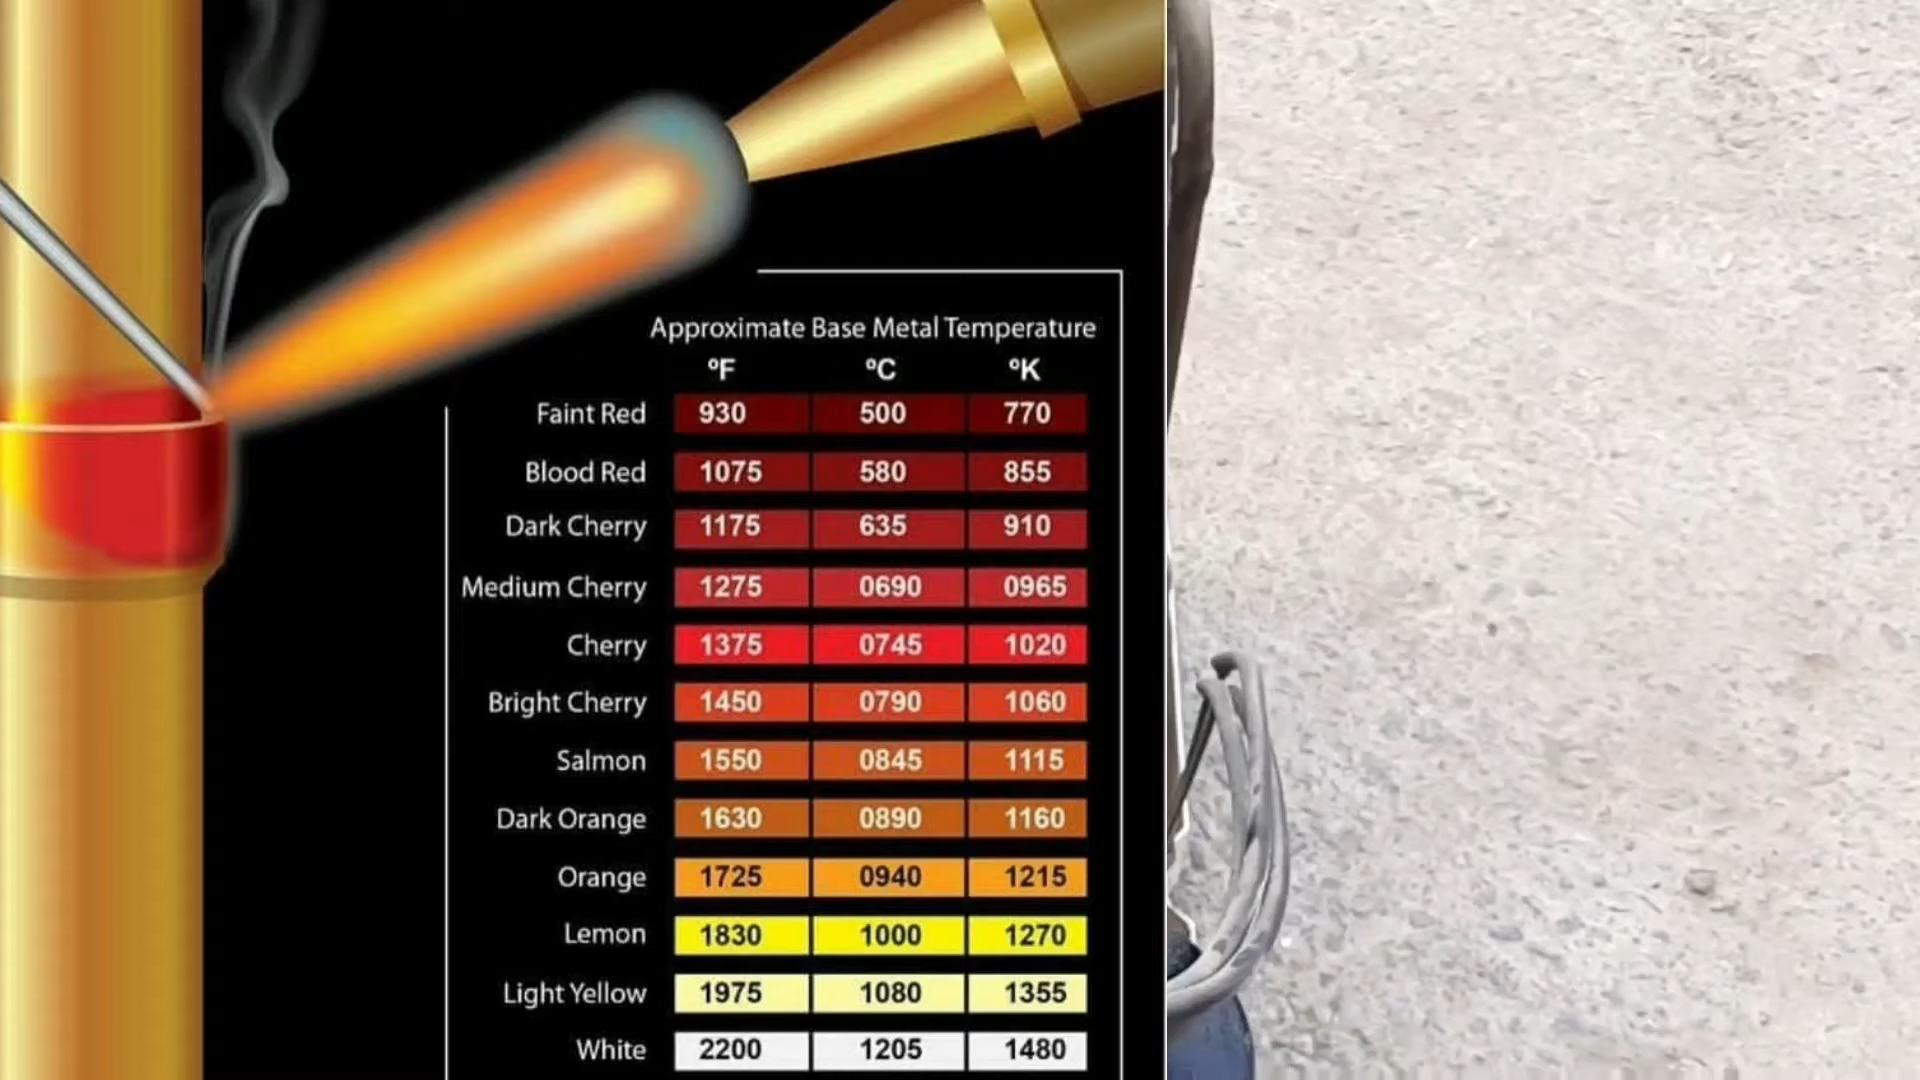 Approximate Base Metal Temperature
ºF ºC ºK
Faint Red 930 500 770
Blood Red 1075 580 855
Dark Cherry 1175 635 910
Medium Cherry 1275 0690 0965
Cherry 1375 0745 1020
Bright Cherry 1450 0790 1060
Salmon 1550 0845 1115
Dark Orange 1630 0890 1160
Orange 1725 0940 1215
Lemon 1830 1000 1270
Light Yellow 1975 1080 1355
White 2200 1205 1480